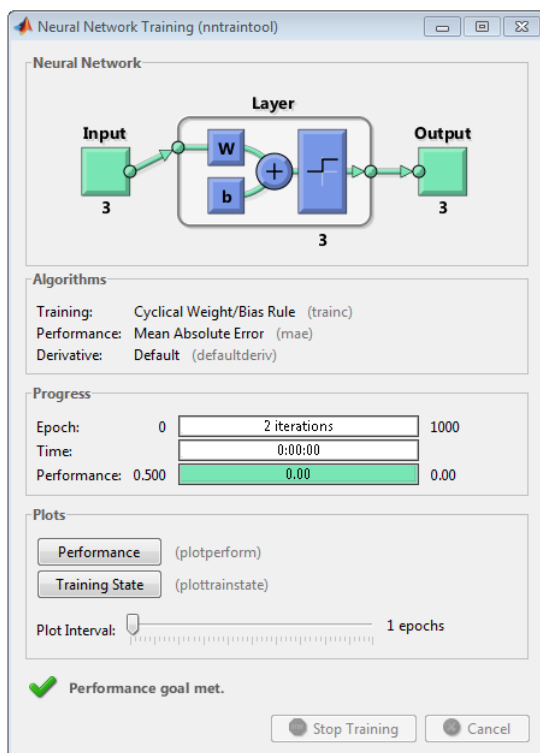 Neural Network Training (nntraintool)
Neural Network
Layer
Input
Output
W
b
+
3
3
3
Algorithms
Training: Cyclical Weight/Bias Rule (trainc)
Performance: Mean Absolute Error (mae)
Derivative: Default (defaultderiv)
Progress
Epoch: 0 2 iterations 1000
Time: 0:00:00
Performance: 0.500 0.00 0.00
Plots
Performance (plotperform)
Training State (plottrainstate)
Plot Interval: 1 epochs
Performance goal met.
Stop Training Cancel